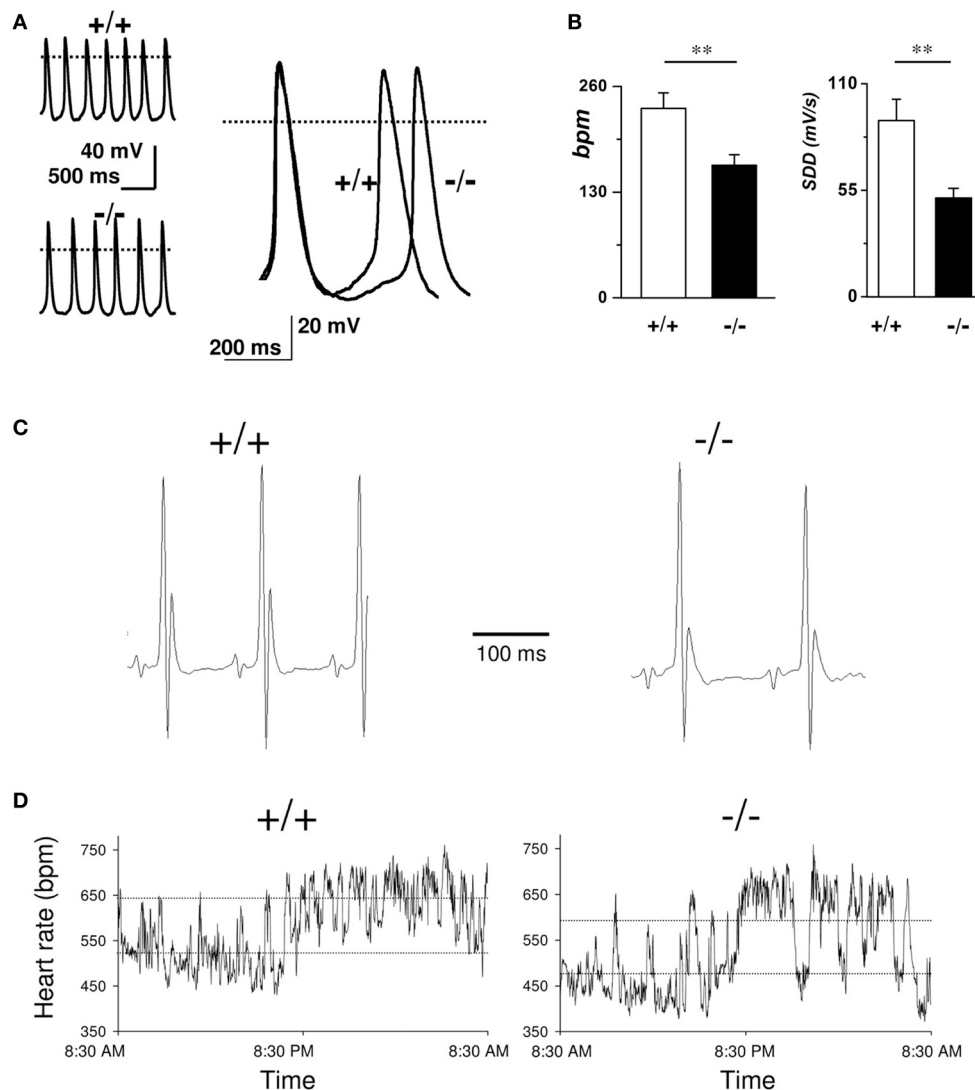 A
+/+
40 mV
500 ms
-/-
+/+
-/-
20 mV
200 ms
B
**
260
130
0
bpm
+/+
-/-
**
110
55
0
SDD (mV/s)
+/+
-/-
C
+/+
-/-
100 ms
D
+/+
750
650
550
450
350
Heart rate (bpm)
8:30 AM
8:30 PM
8:30 AM
Time
-/-
750
650
550
450
350
8:30 AM
8:30 PM
8:30 AM
Time